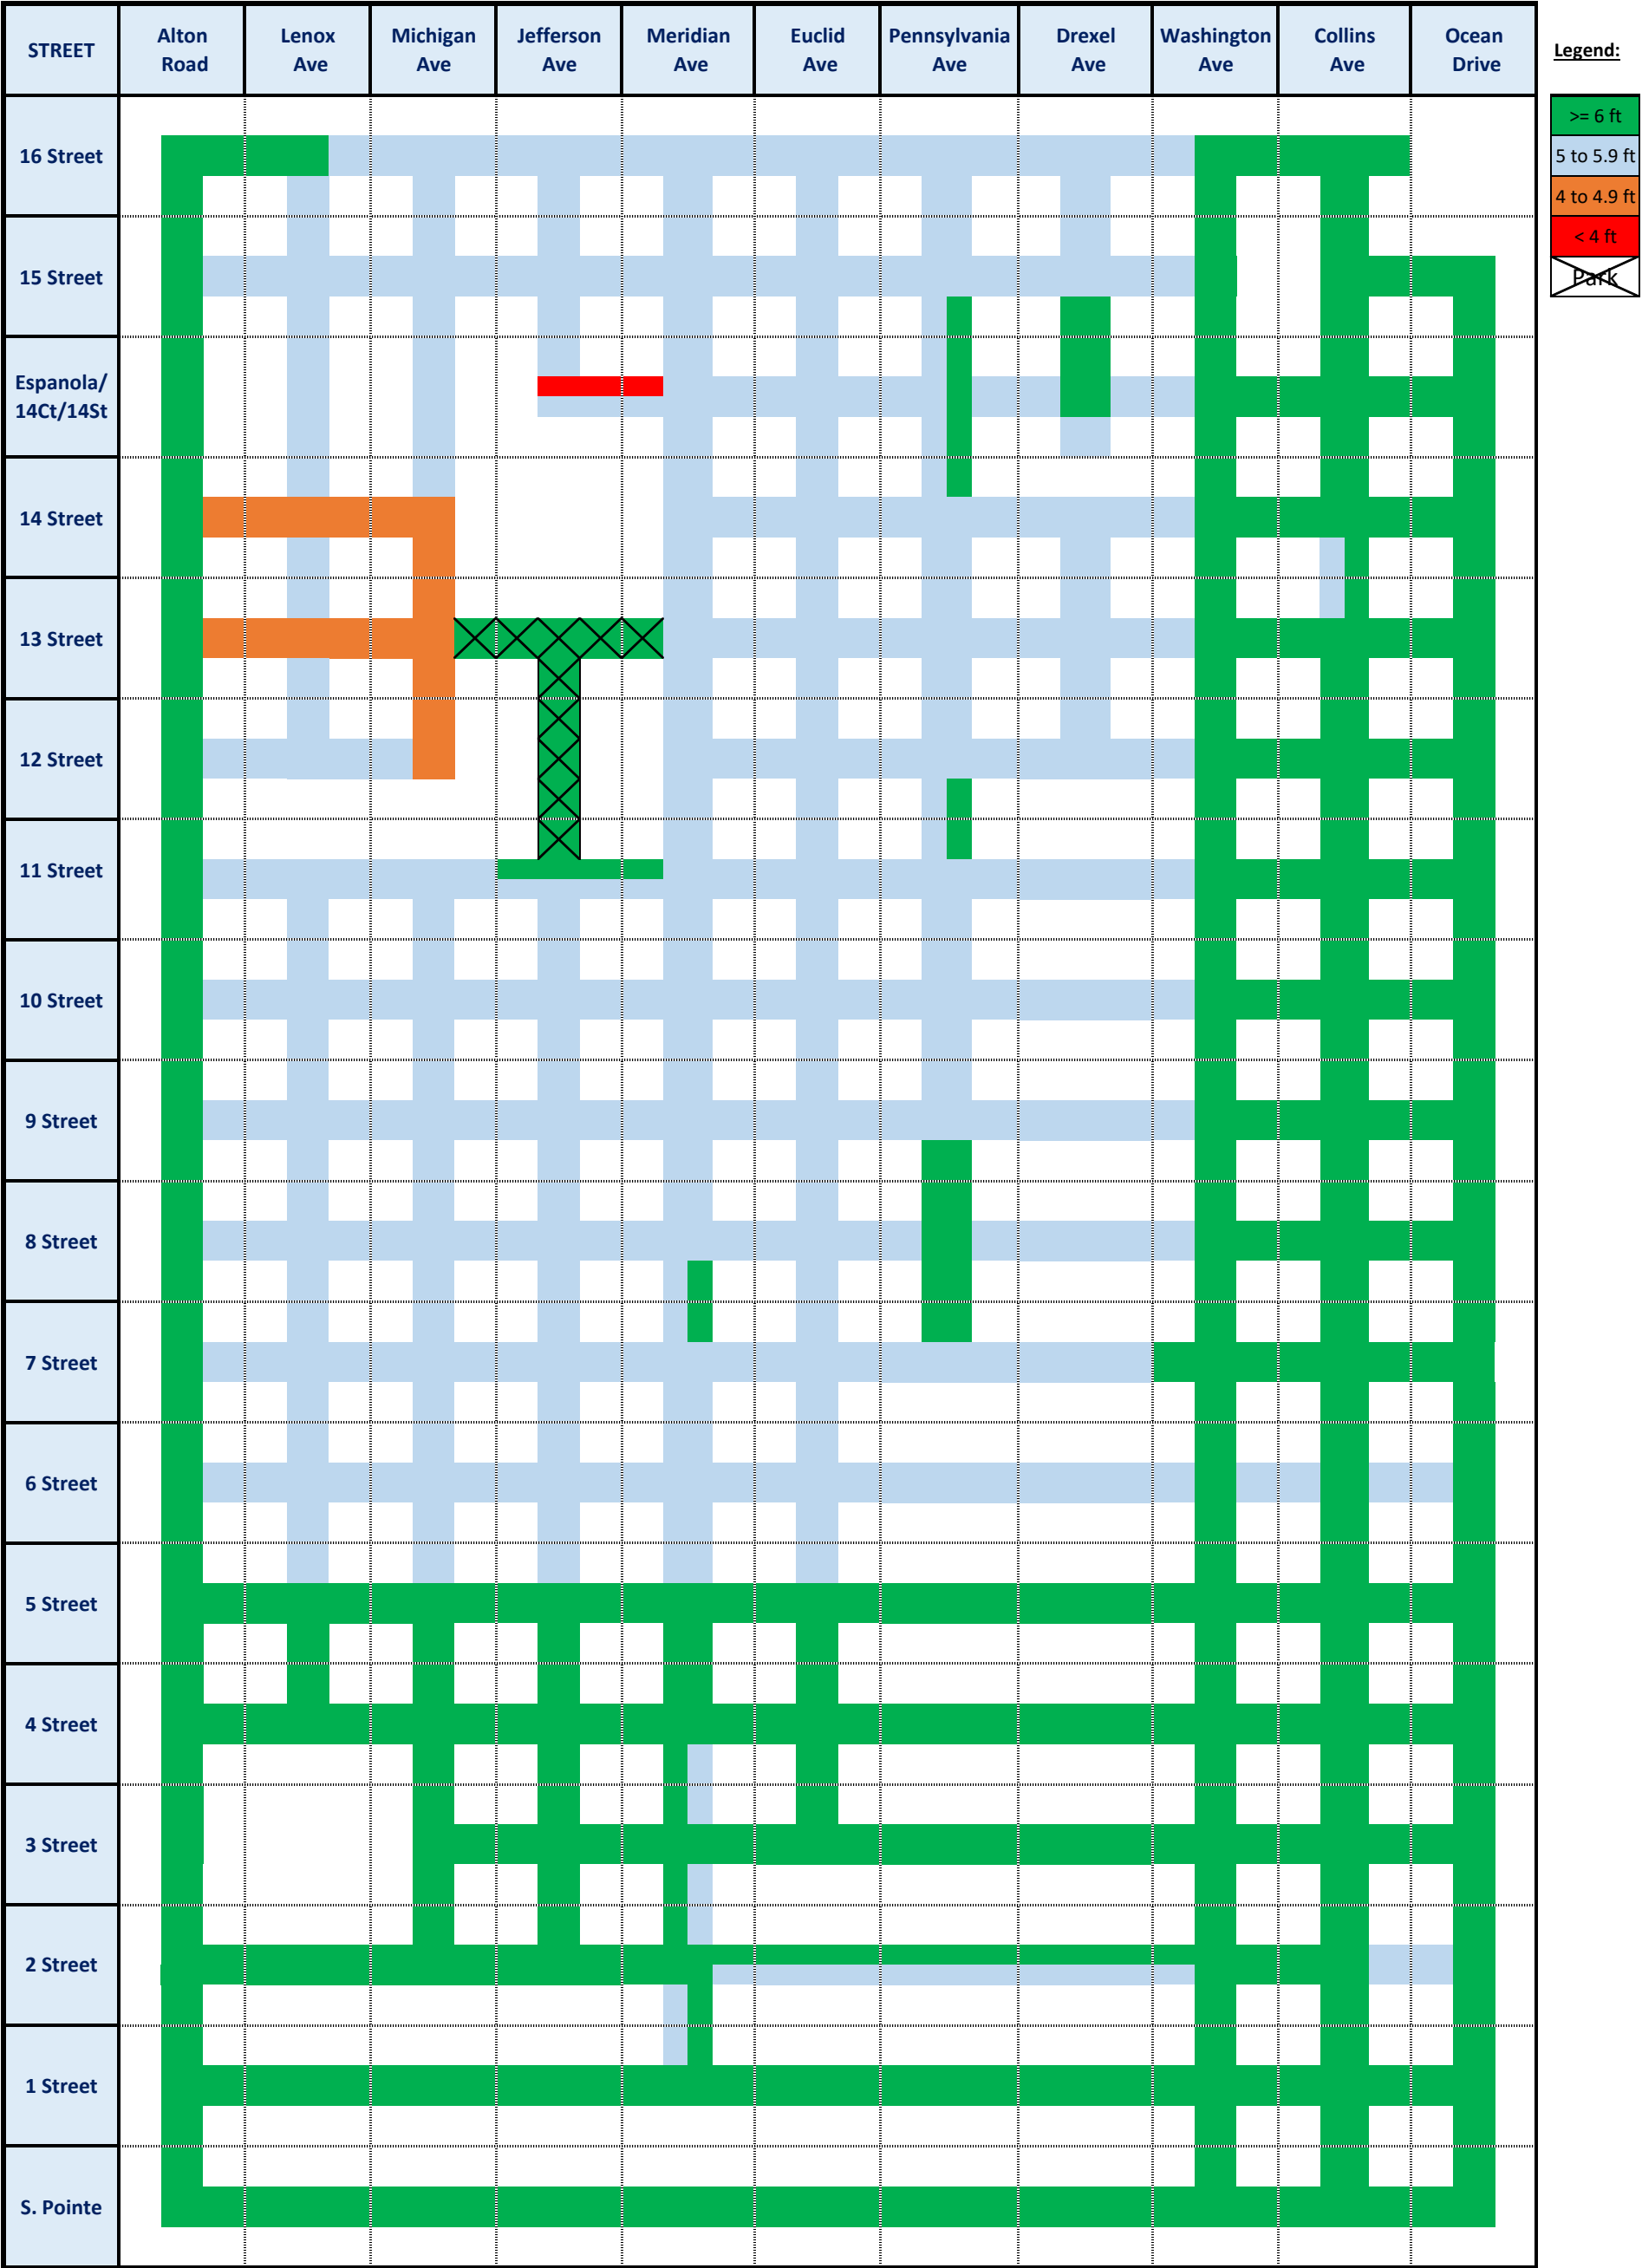 STREET
Alton
Road
Lenox
Ave
Michigan
Ave
Jefferson
Ave
Meridian
Ave
Euclid
Ave
Pennsylvania
Ave
Drexel
Ave
Washington
Ave
Collins
Ave
Ocean
Drive
Legend:
>= 6 ft
5 to 5.9 ft
4 to 4.9 ft
< 4 ft
Park
16 Street
15 Street
Espanola/
14Ct/14St
14 Street
13 Street
12 Street
11 Street
10 Street
9 Street
8 Street
7 Street
6 Street
5 Street
4 Street
3 Street
2 Street
1 Street
S. Pointe